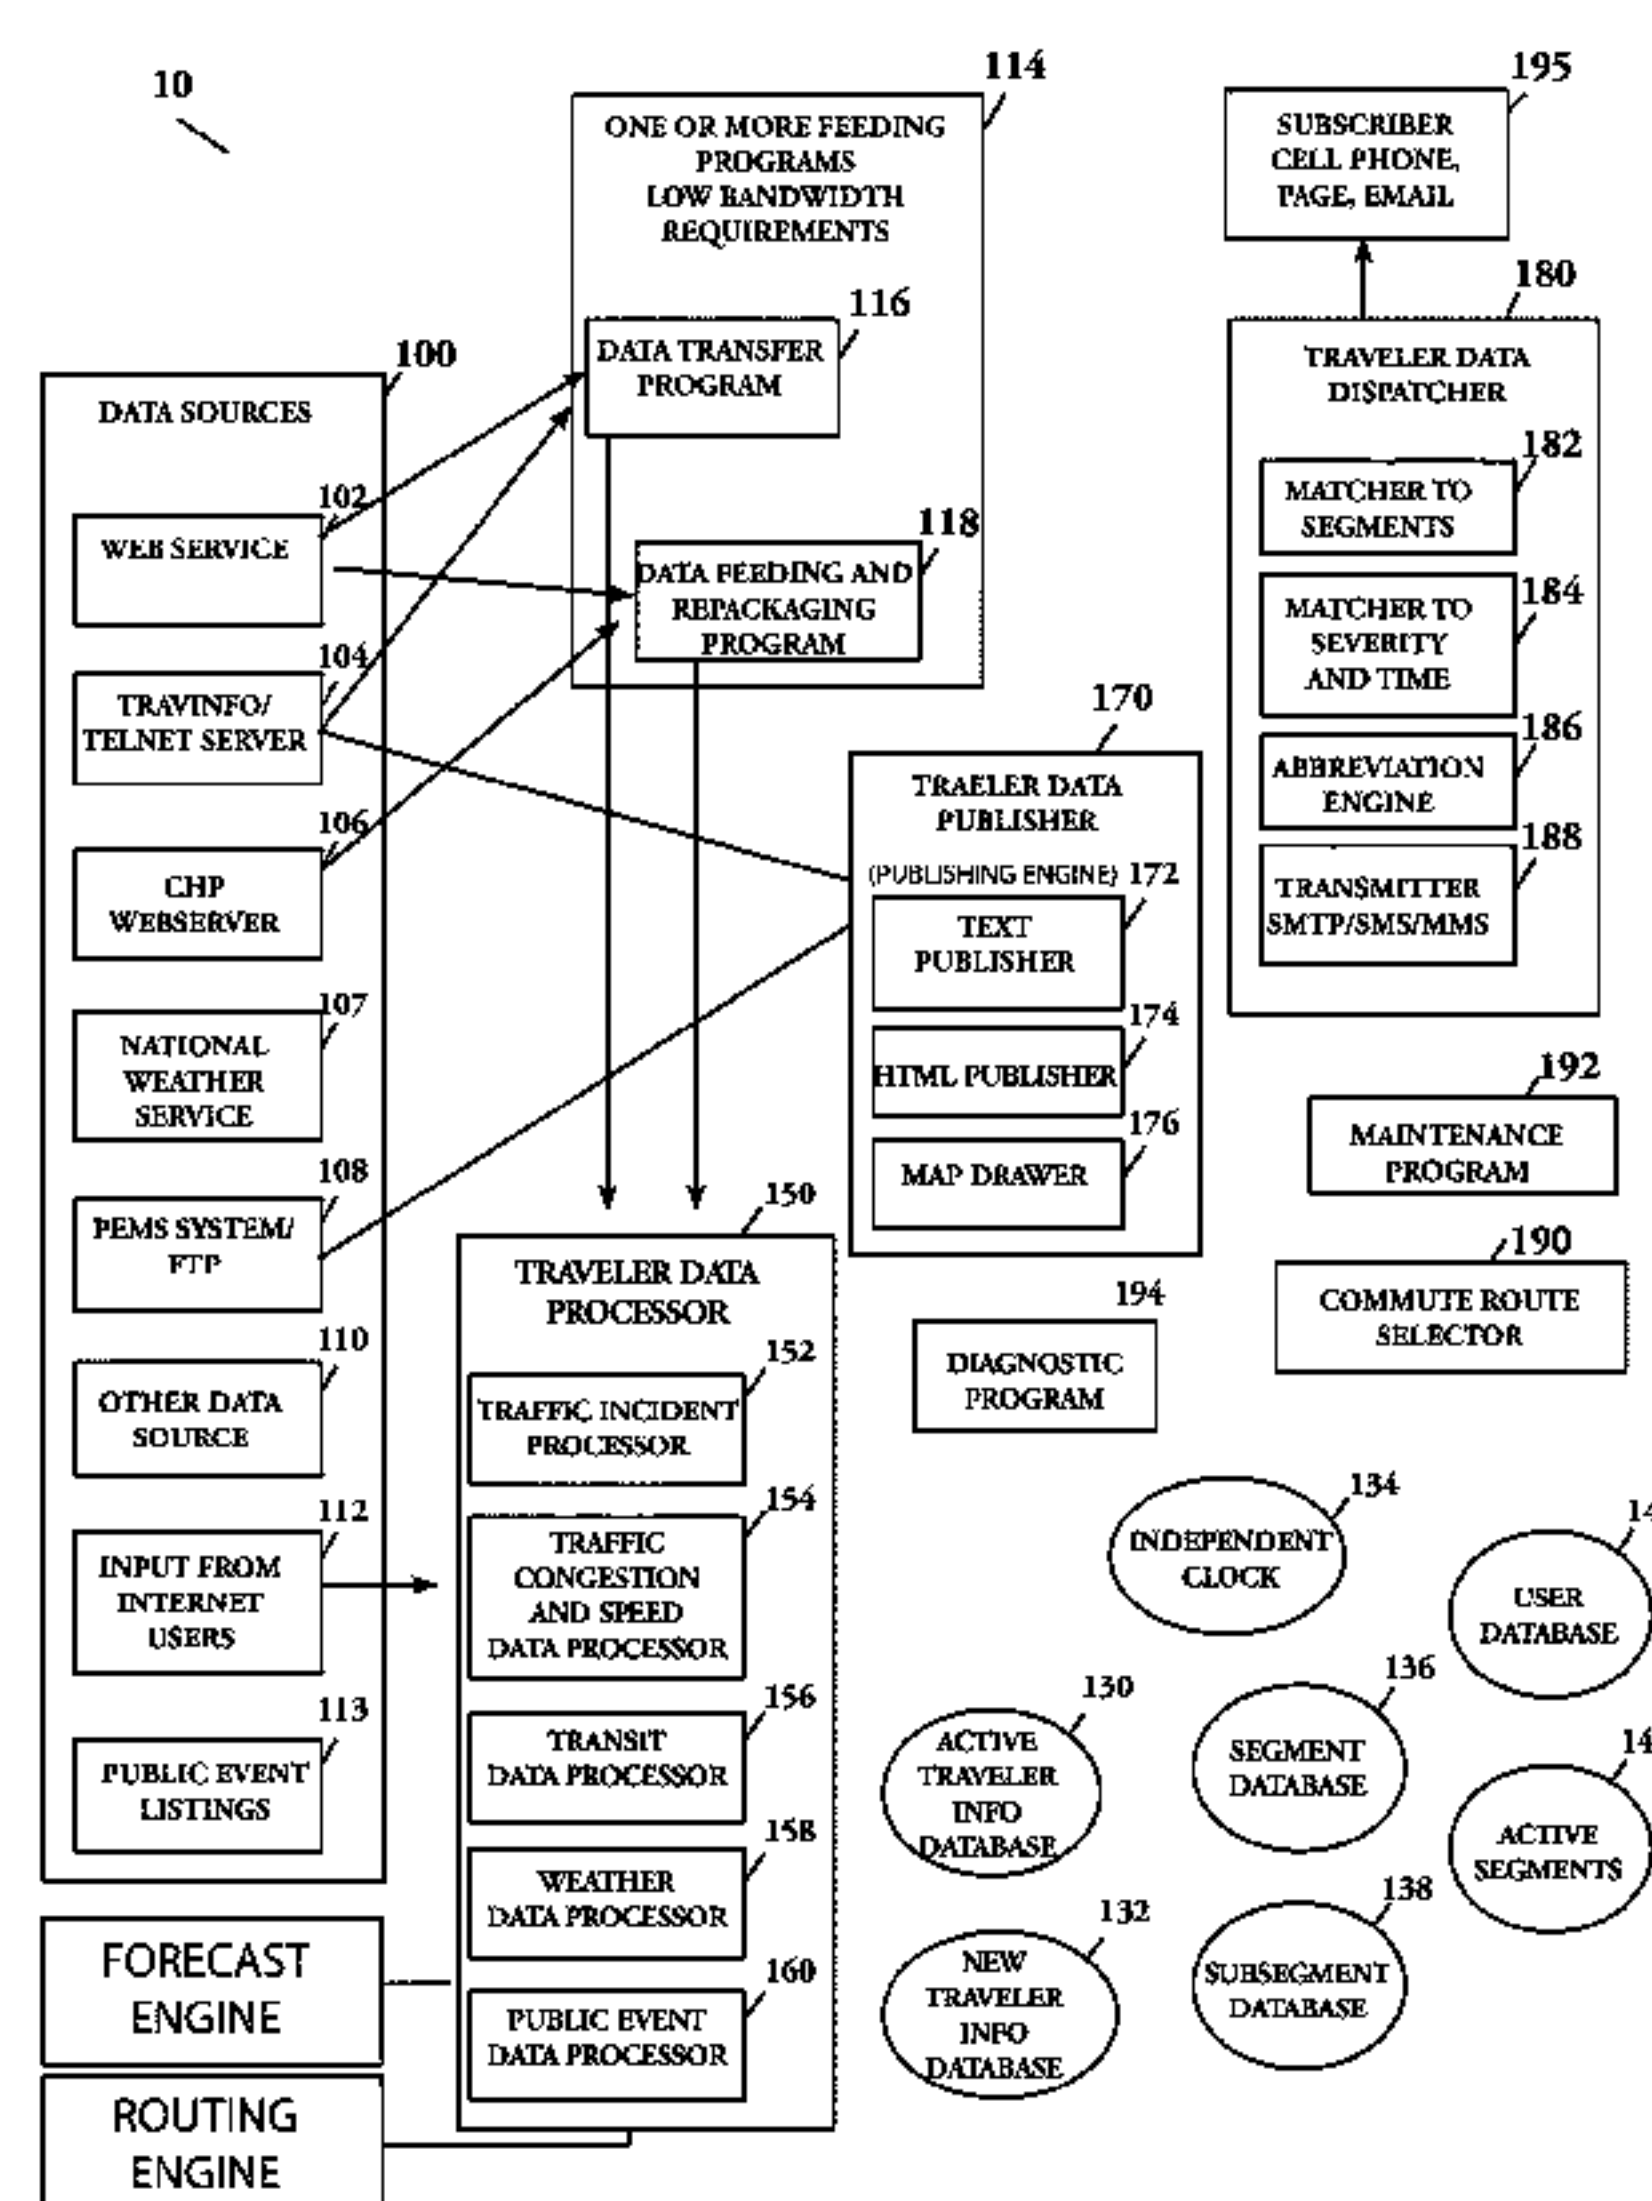 10
114
ONE OR MORE FEEDING
PROGRAMS
LOW BANDWIDTH
REQUIREMENTS
116
DATA TRANSFER
PROGRAM
118
DATA FEEDING AND
REPACKAGING
PROGRAM
195
SUBSCRIBER
CELL PHONE,
PAGE, EMAIL
180
TRAVELER DATA
DISPATCHER
182
MATCHER TO
SEGMENTS
184
MATCHER TO
SEVERITY
AND TIME
186
ABBREVIATION
ENGINE
188
TRANSMITTER
SMTP/SMS/MMS
100
DATA SOURCES
102
WEB SERVICE
104
TRAVINFO/
TELNET SERVER
106
CHP
WEBSERVER
107
NATIONAL
WEATHER
SERVICE
108
PEMS SYSTEM/
FTP
110
OTHER DATA
SOURCE
112
INPUT FROM
INTERNET
USERS
113
PUBLIC EVENT
LISTINGS
170
TRAELER DATA
PUBLISHER
(PUBLISHING ENGINE) 172
TEXT
PUBLISHER
174
HTML PUBLISHER
176
MAP DRAWER
192
MAINTENANCE
PROGRAM
190
COMMUTE ROUTE
SELECTOR
194
DIAGNOSTIC
PROGRAM
150
TRAVELER DATA
PROCESSOR
152
TRAFFIC INCIDENT
PROCESSOR
154
TRAFFIC
CONGESTION
AND SPEED
DATA PROCESSOR
156
TRANSIT
DATA PROCESSOR
158
WEATHER
DATA PROCESSOR
160
PUBLIC EVENT
DATA PROCESSOR
134
INDEPENDENT
CLOCK
14
USER
DATABASE
130
ACTIVE
TRAVELER
INFO
DATABASE
136
SEGMENT
DATABASE
14
ACTIVE
SEGMENTS
132
NEW
TRAVELER
INFO
DATABASE
138
SUBSEGMENT
DATABASE
FORECAST
ENGINE
ROUTING
ENGINE